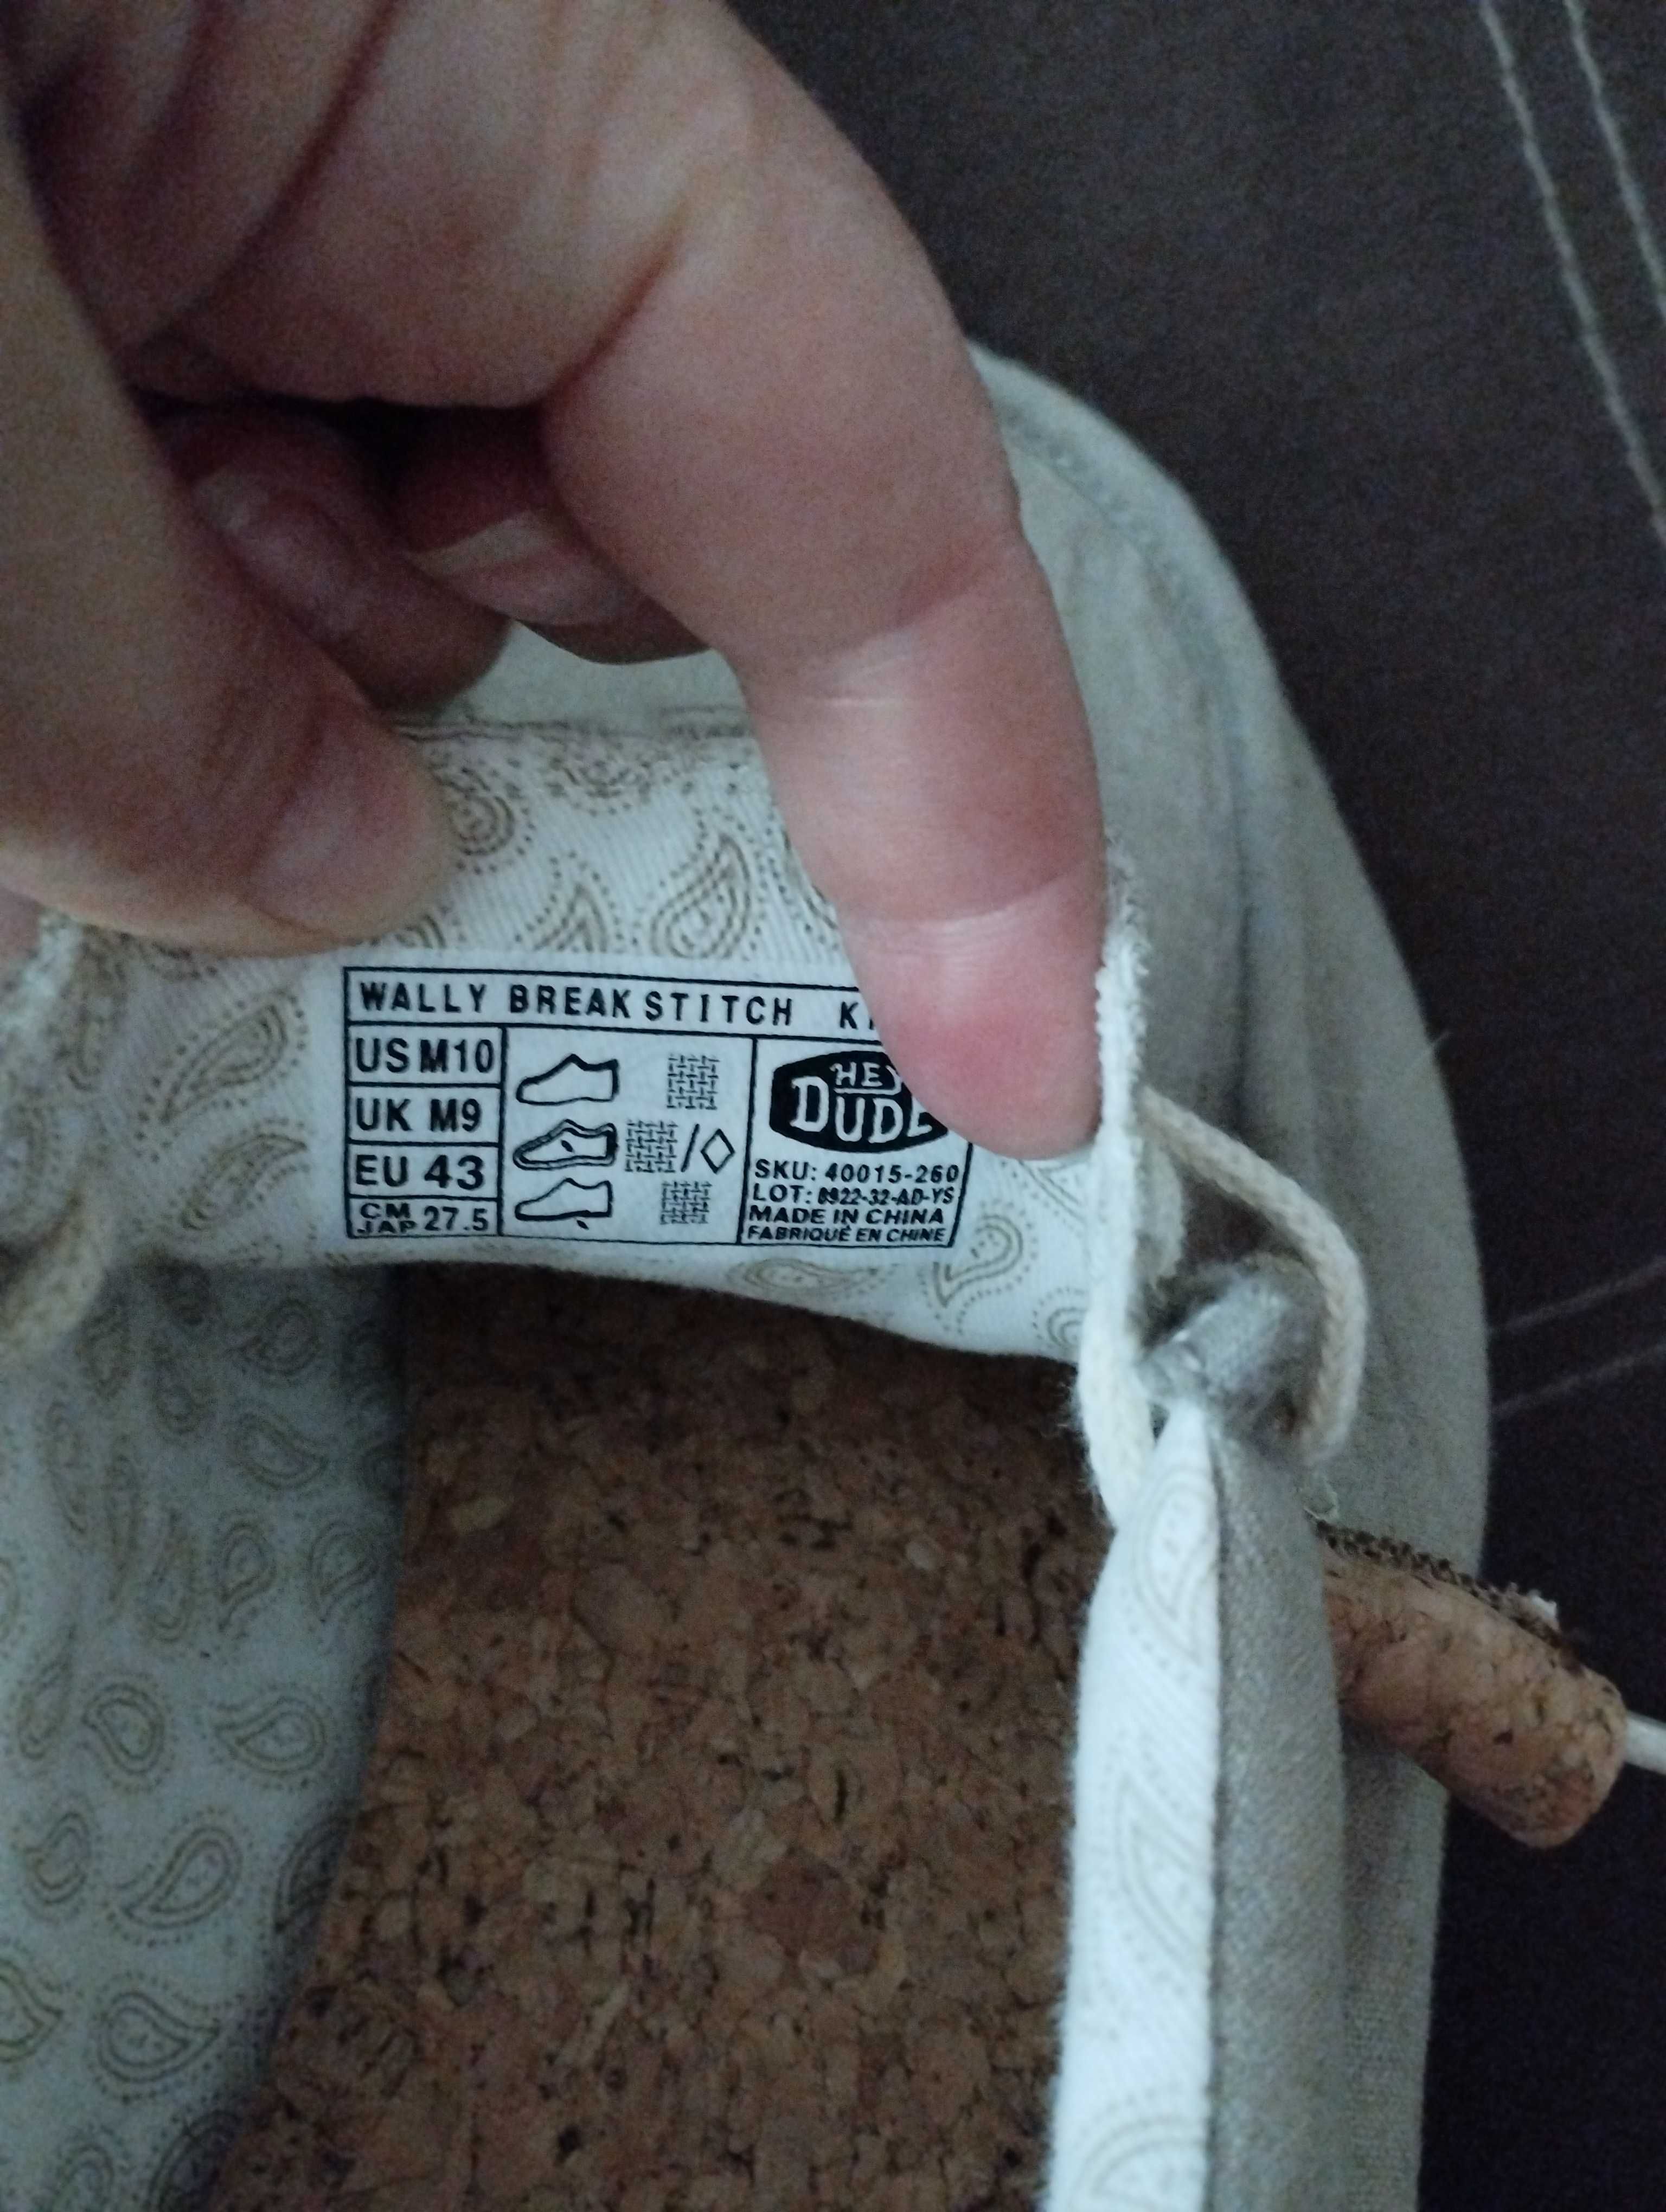 WALLY BREAK STITCH
US M10
UK M9
EU 43
CM
JAP 27.5
HEY
DUDE
SKU: 40015-260
LOT: 8922-32-AD-YS
MADE IN CHINA
FABRIQUÉ EN CHINE